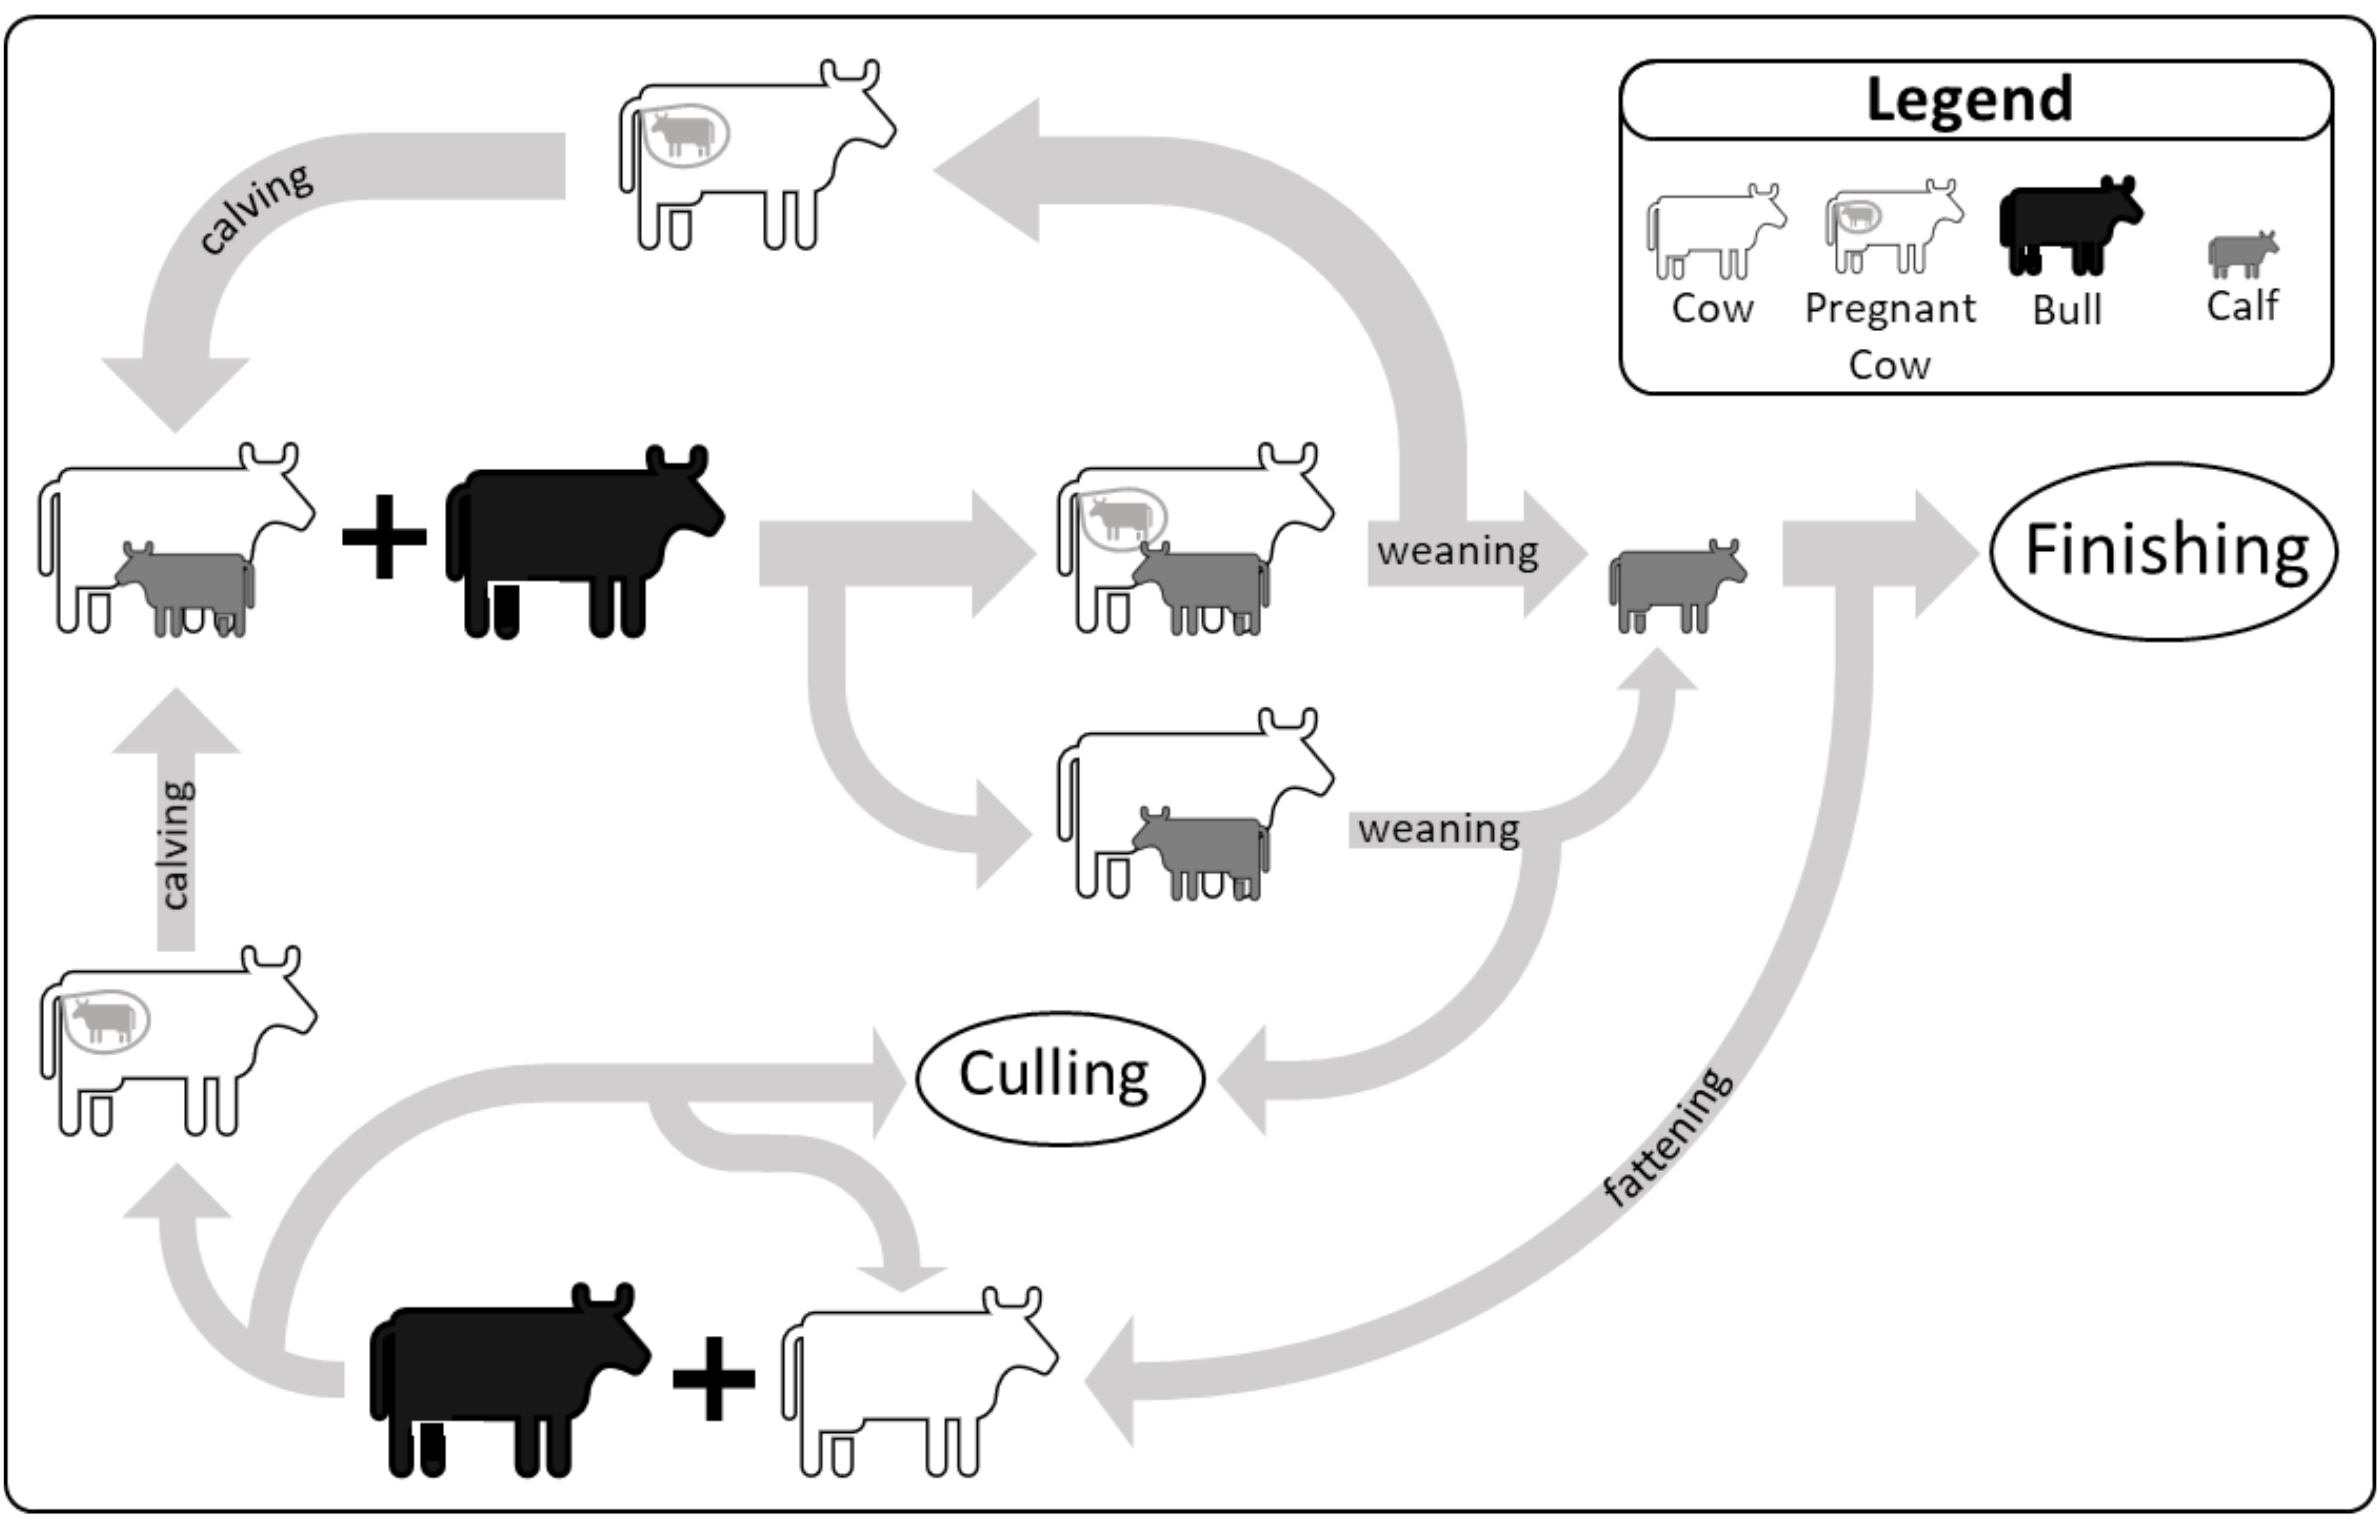 Legend
Cow
Pregnant
Cow
Bull
Calf
calving
weaning
Finishing
weaning
calving
Culling
fattening